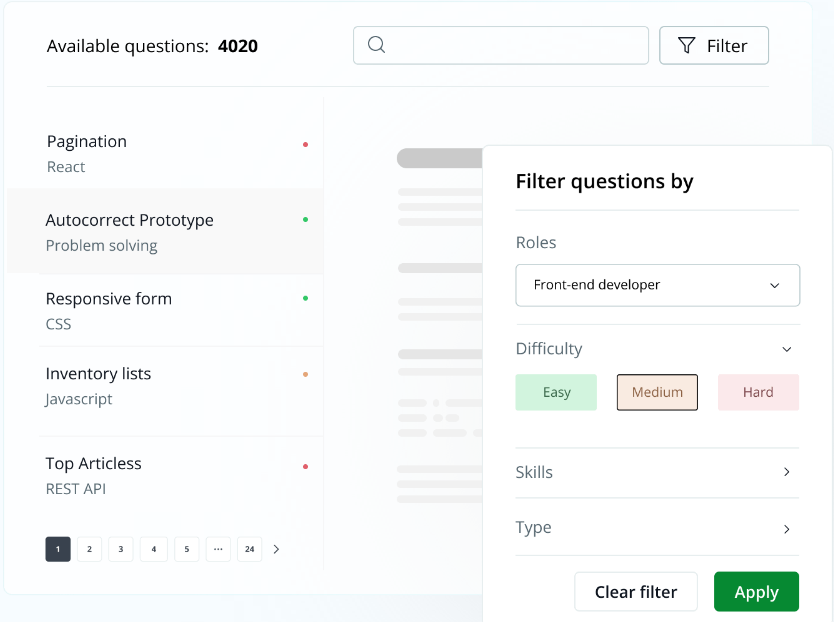 Available questions: 4020
Filter
Pagination
React
Autocorrect Prototype
Problem solving
Responsive form
CSS
Inventory lists
Javascript
Top Articless
REST API
1 2 3 4 5 ... 24
Filter questions by
Roles
Front-end developer
Difficulty
Easy Medium Hard
Skills
Type
Clear filter Apply